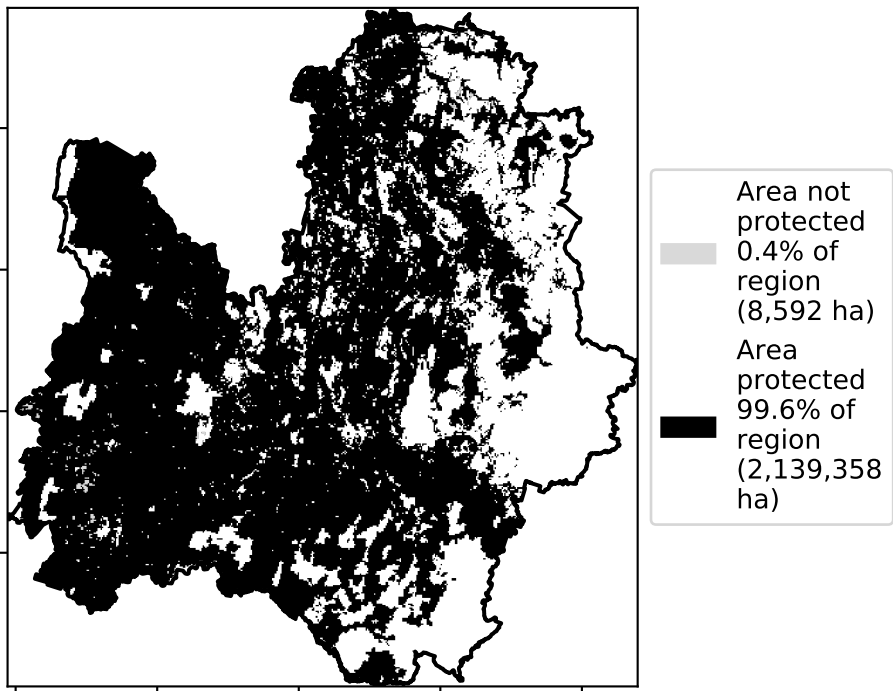 Area not
protected
0.4% of
region
(8,592 ha)
Area
protected
99.6% of
region
(2,139,358
ha)